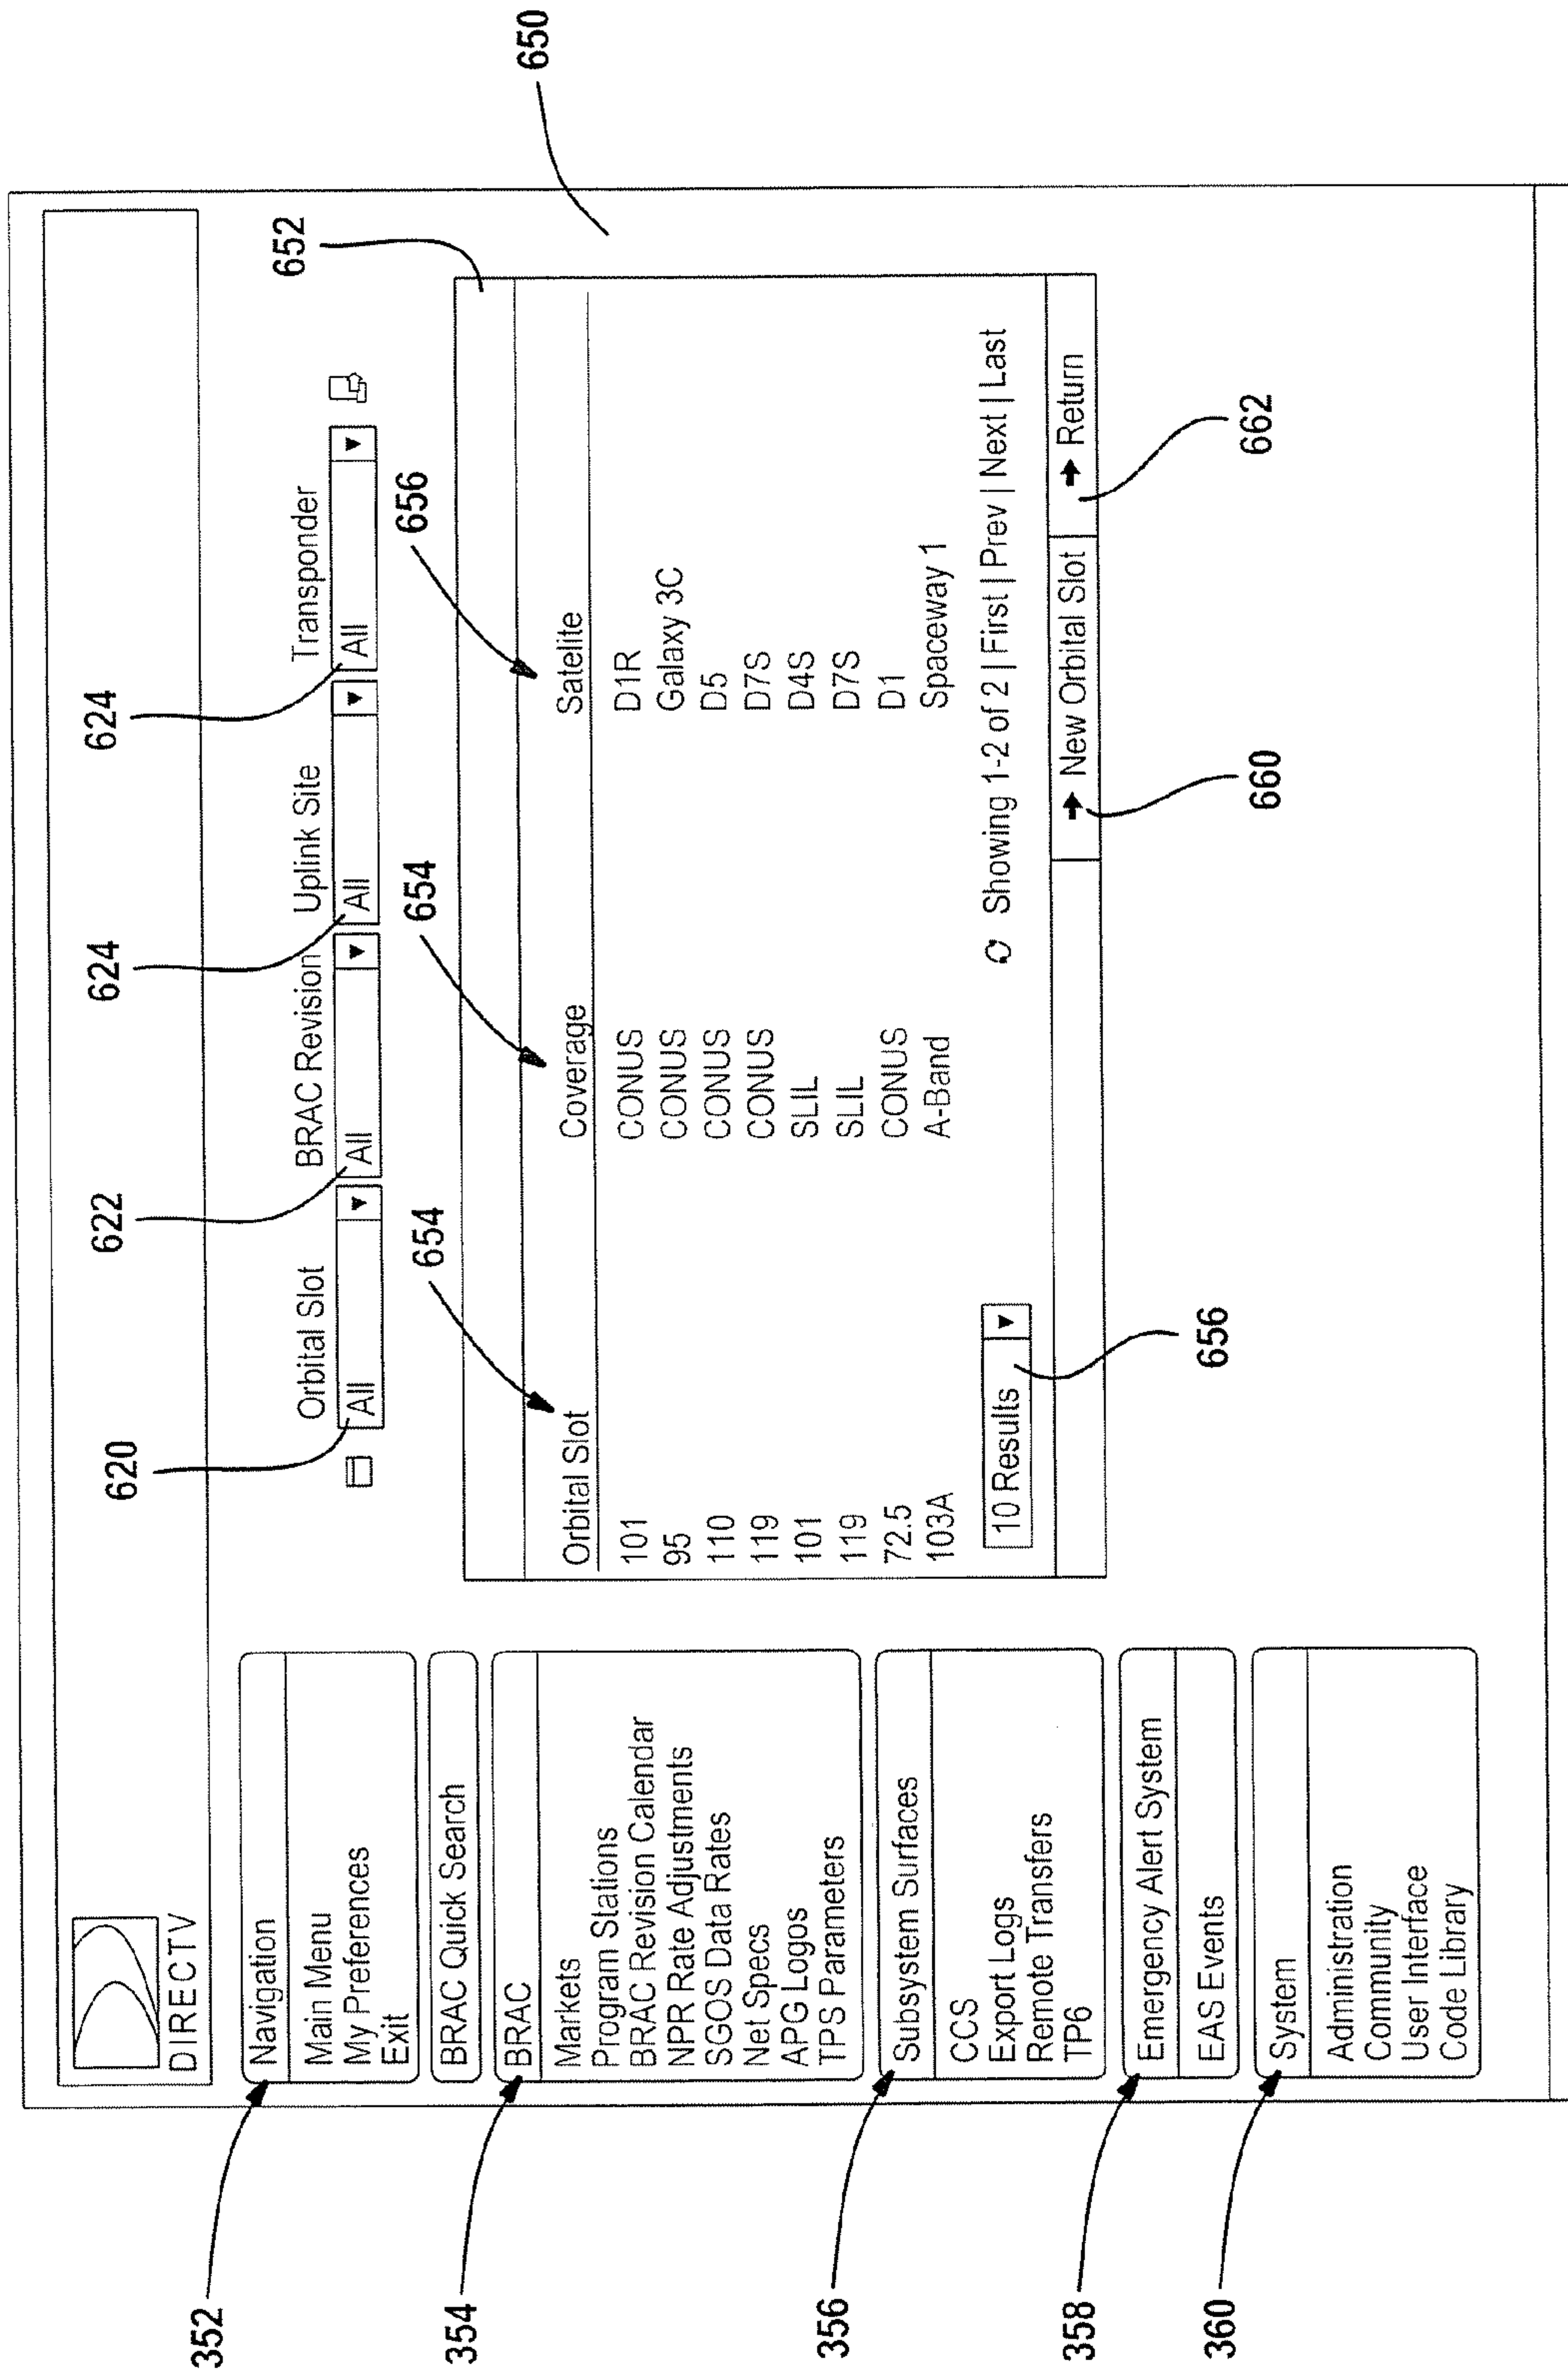 DIRECTV
352
Navigation
Main Menu
My Preferences
Exit
BRAC Quick Search
354
BRAC
Markets
Program Stations
BRAC Revision Calendar
NPR Rate Adjustments
SGOS Data Rates
Net Specs
APG Logos
TPS Parameters
356
Subsystem Surfaces
CCS
Export Logs
Remote Transfers
TP6
358
Emergency Alert System
EAS Events
360
System
Administration
Community
User Interface
Code Library
620 622 624 624
Orbital Slot BRAC Revision Uplink Site Transponder
All All All All
652
650
654 654 656
Orbital Slot Coverage Satelite
101 CONUS D1R
95 CONUS Galaxy 3C
110 CONUS D5
119 CONUS D7S
101 SLIL D4S
119 SLIL D7S
72.5 CONUS D1
103A A-Band Spaceway 1
10 Results Showing 1-2 of 2 | First | Prev | Next | Last
New Orbital Slot Return
656 660 662